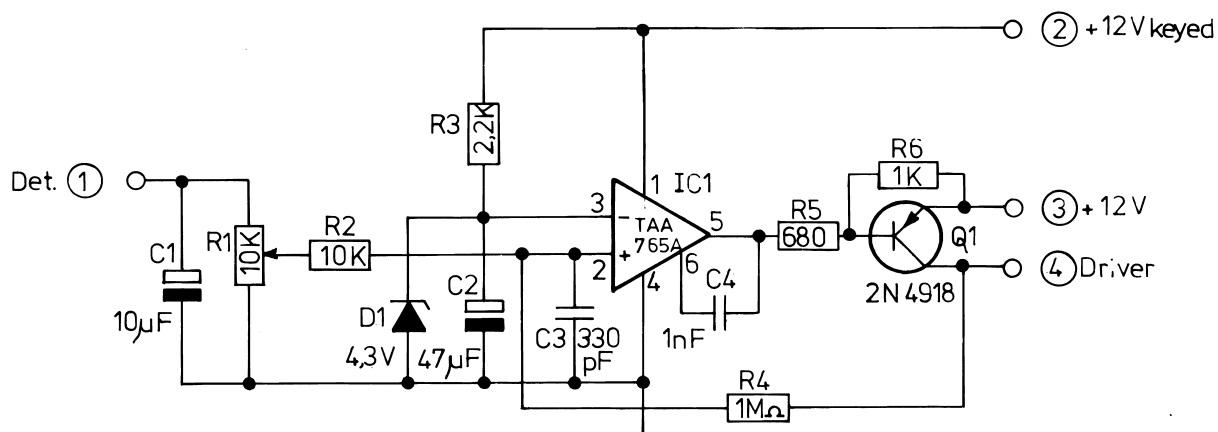 ② +12V keyed
R3
2,2K
Det. ①
R6
1K
1 IC1
3 −
TAA
765A
5
R5
680
③ +12V
R1
10K
R2
10K
+
2
6
4
Q1
④ Driver
C1
10µF
C2
47µF
D1
4,3V
C3
330
pF
C4
1nF
2N 4918
R4
1MΩ